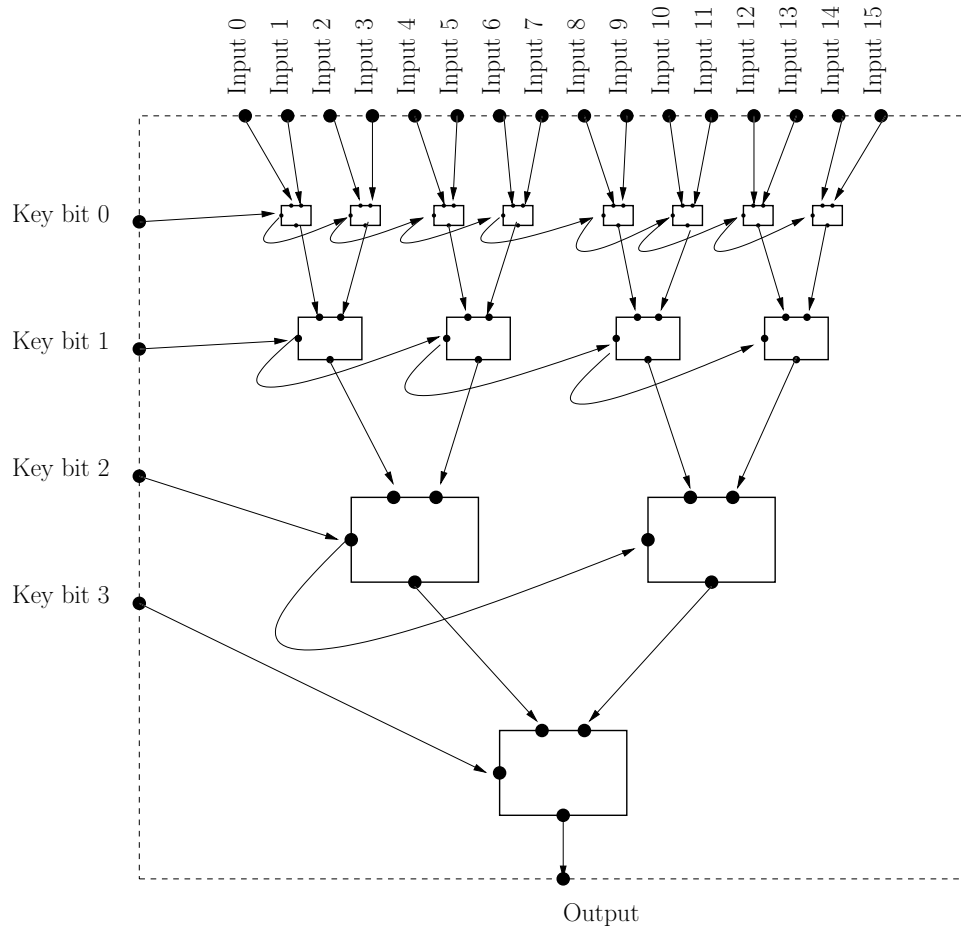 Input 0
Input 1
Input 2
Input 3
Input 4
Input 5
Input 6
Input 7
Input 8
Input 9
Input 10
Input 11
Input 12
Input 13
Input 14
Input 15
Key bit 0
Key bit 1
Key bit 2
Key bit 3
Output